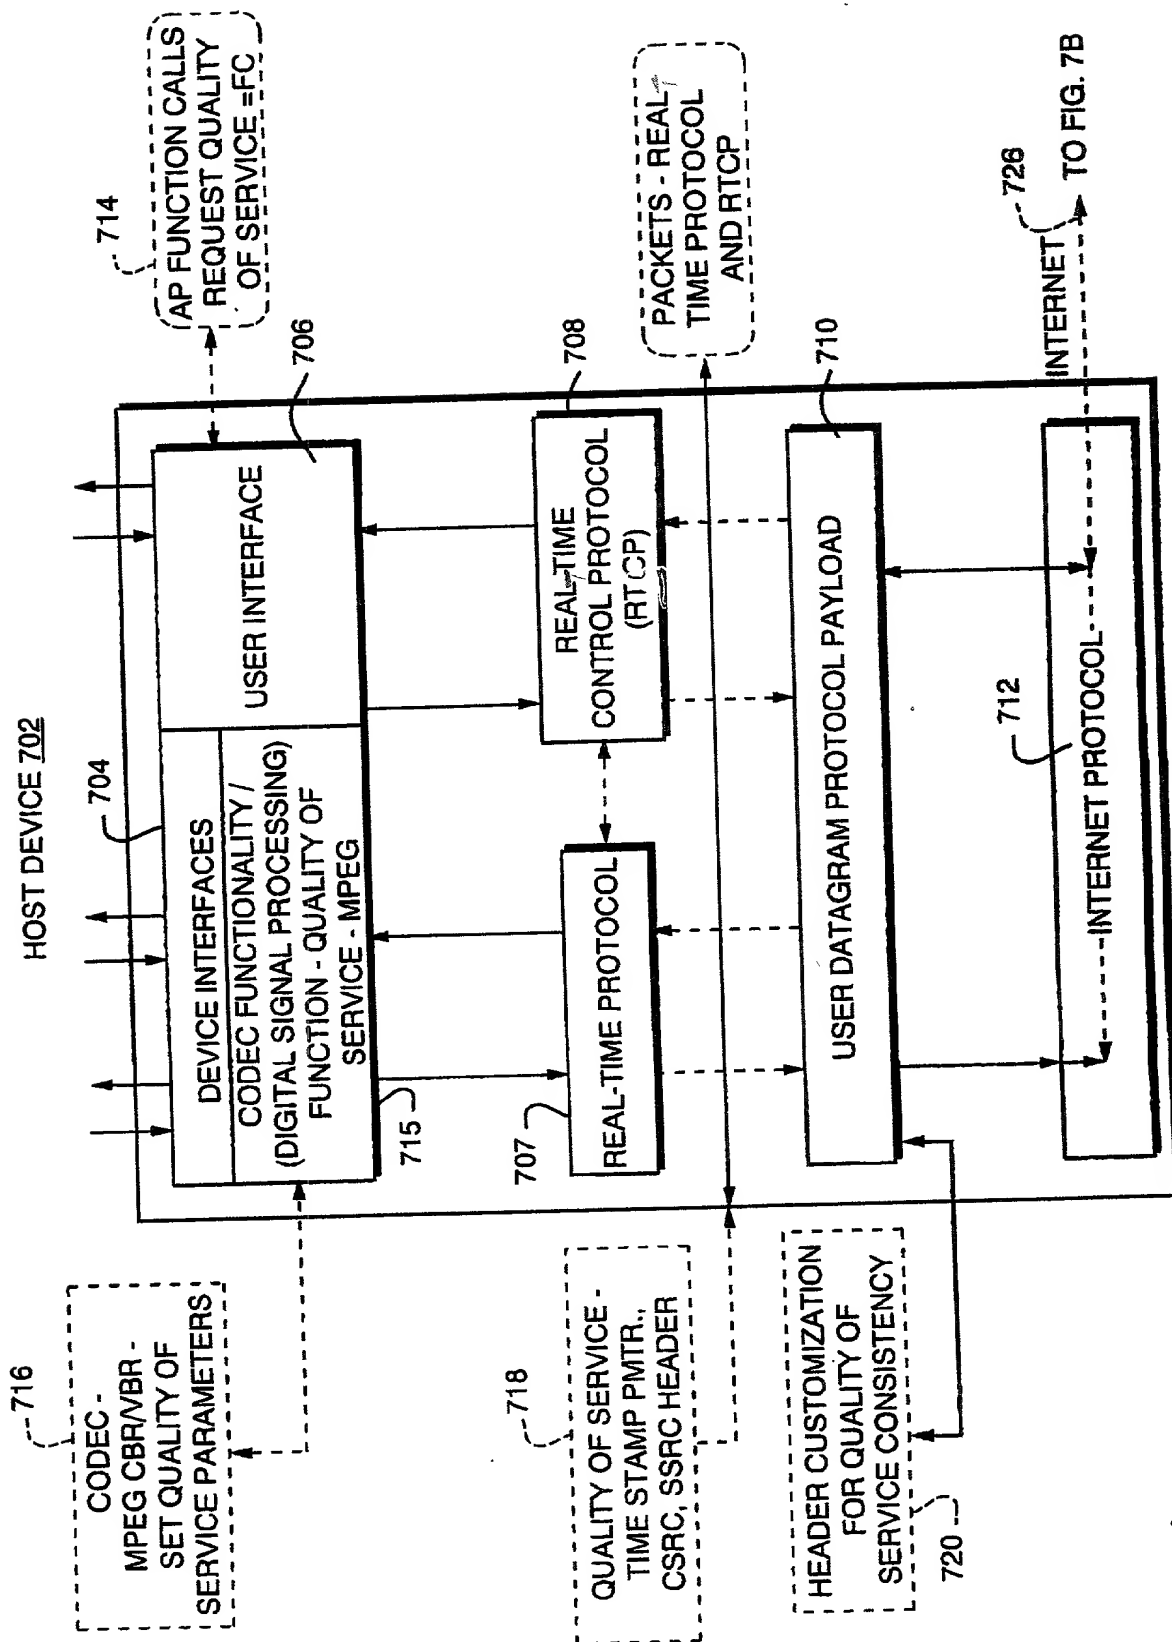 HOST DEVICE 702
716
CODEC -
MPEG CBR/VBR -
SET QUALITY OF
SERVICE PARAMETERS
704
DEVICE INTERFACES
CODEC FUNCTIONALITY /
(DIGITAL SIGNAL PROCESSING)
FUNCTION - QUALITY OF
SERVICE - MPEG
715
USER INTERFACE
706
714
AP FUNCTION CALLS
REQUEST QUALITY
OF SERVICE =FC
707
REAL-TIME PROTOCOL
REAL-TIME
CONTROL PROTOCOL
(RTCP)
708
718
QUALITY OF SERVICE -
TIME STAMP PMTR.,
CSRC, SSRC HEADER
PACKETS - REAL-
TIME PROTOCOL
AND RTCP
USER DATAGRAM PROTOCOL PAYLOAD
710
HEADER CUSTOMIZATION
FOR QUALITY OF
SERVICE CONSISTENCY
720
712
INTERNET PROTOCOL
INTERNET
726
TO FIG. 7B